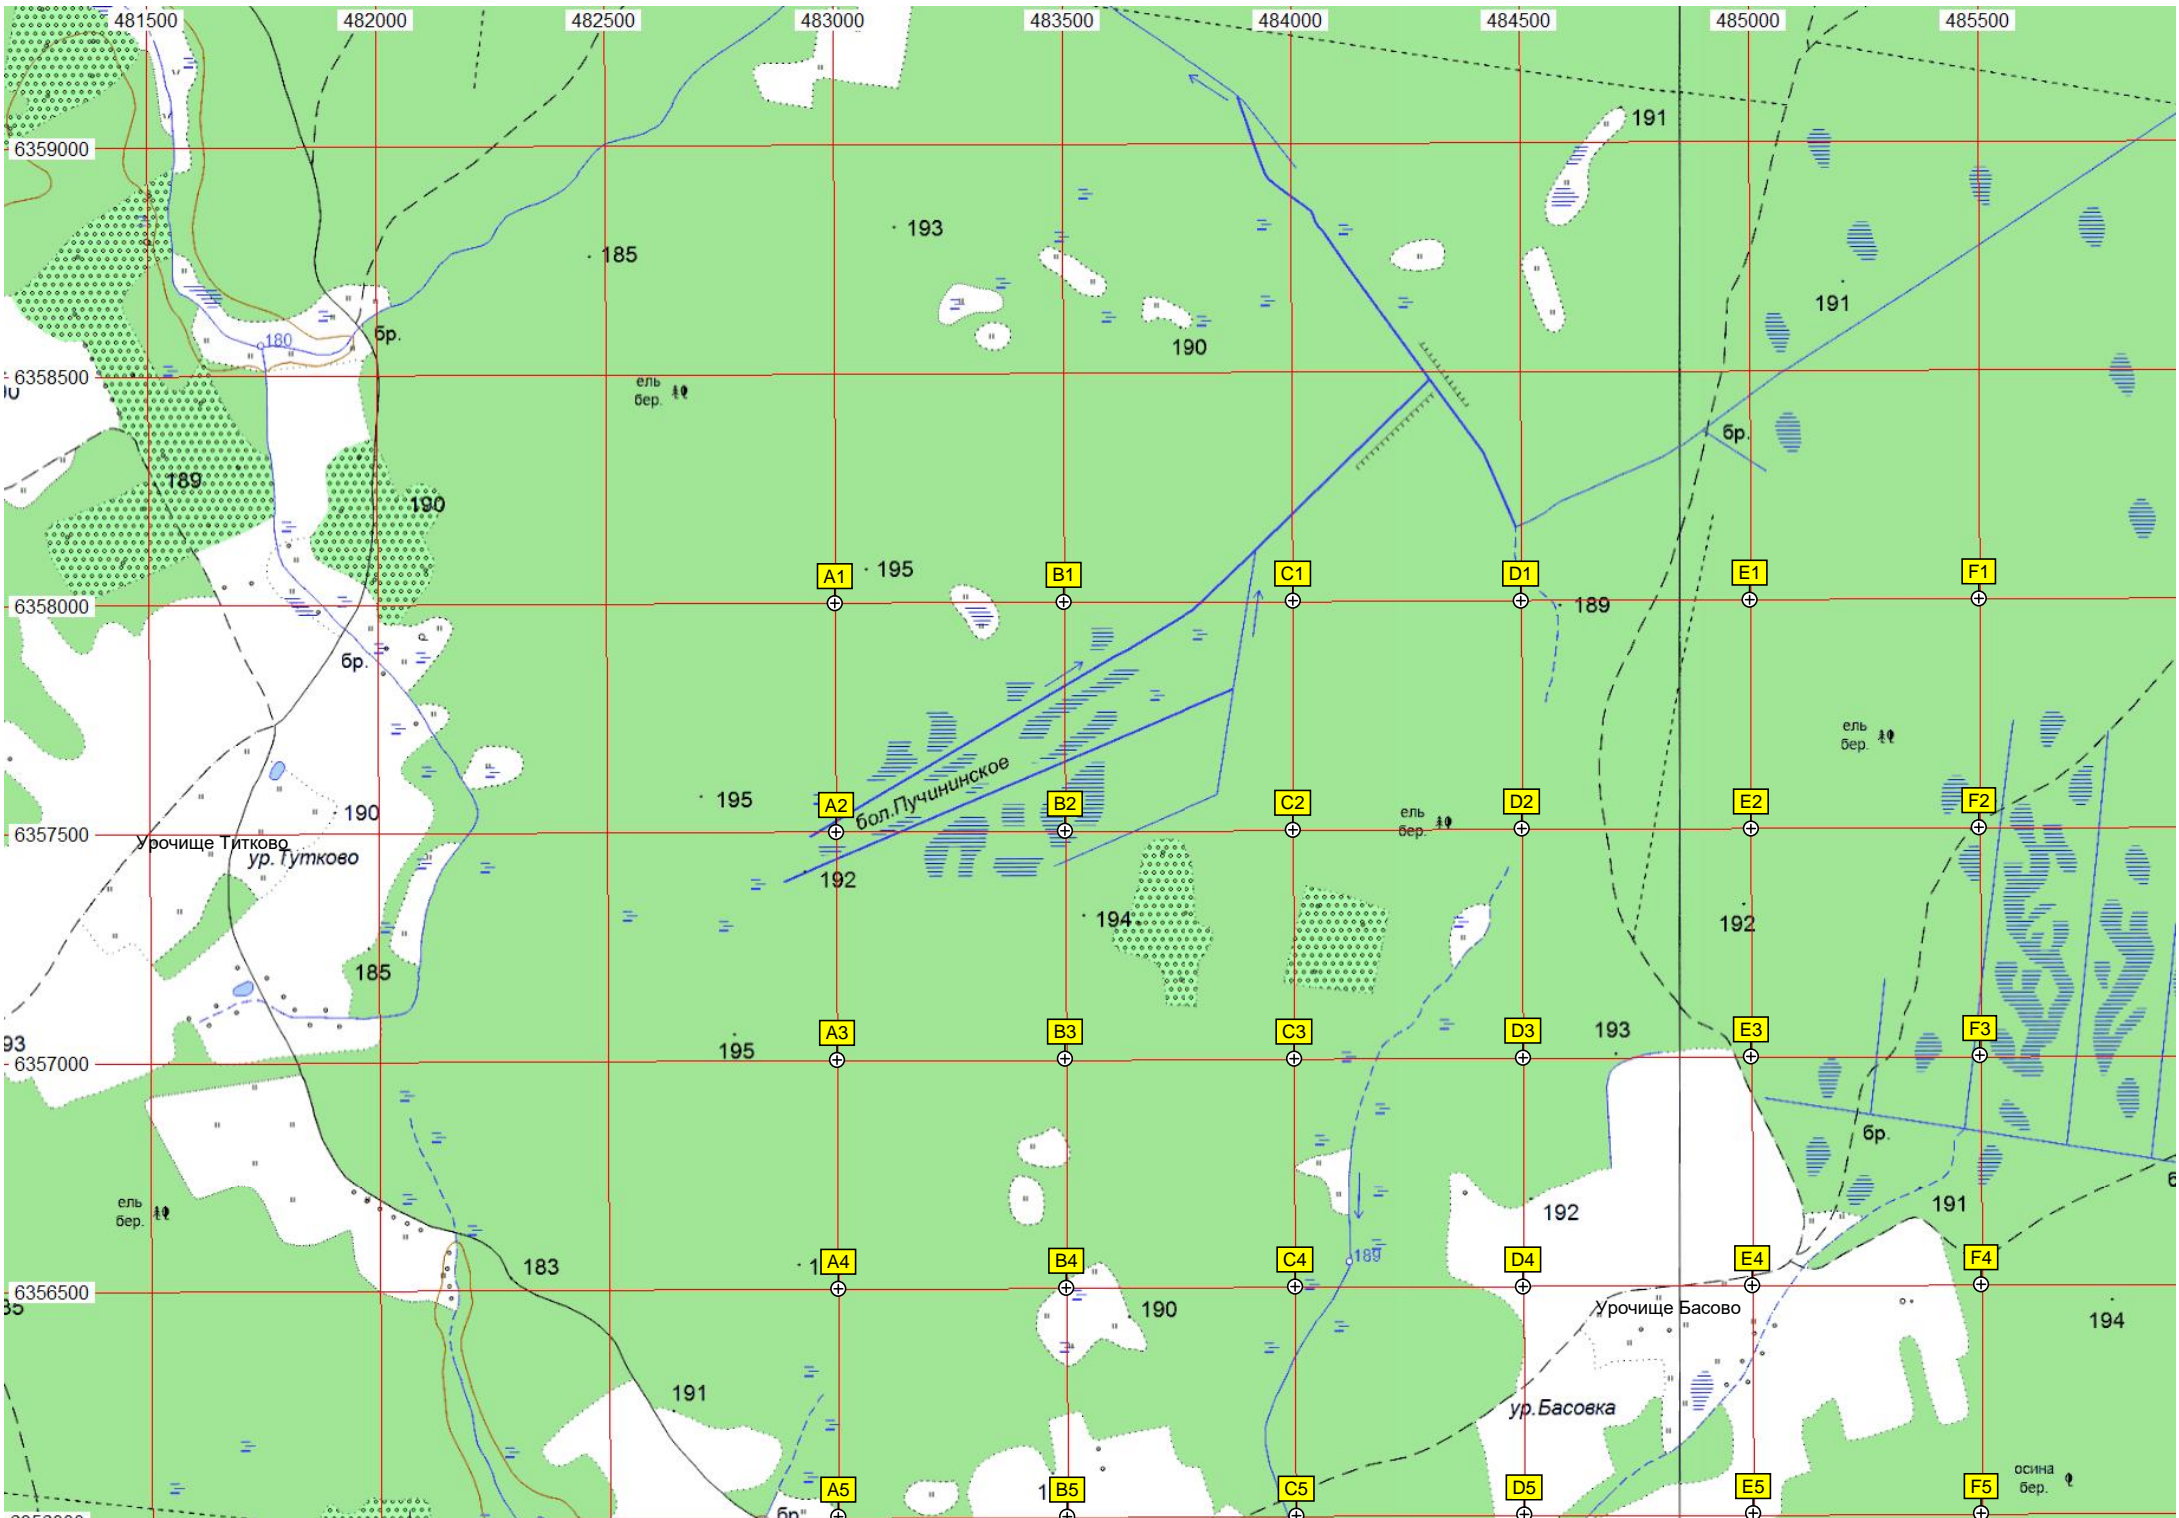 481500 482000 482500 483000 483500 484000 484500 485000 485500
191
6359000
193
185
191
180
бр.
190
6358500
ель
бер.
бр.
189
190
A1 195 B1 C1 D1 E1 F1
6358000
189
бр.
ель
бер.
бол.Пучининское
195
190
A2 B2 C2 D2 E2 F2
ель
бер.
6357500
Урочище Титково
ур.Тутково
192
194
192
185
93
195
A3 B3 C3 D3 193 E3 F3
6357000
бр.
ель
бер.
192
191
183
189
A4 B4 C4 D4 E4 F4
6356500
190
Урочище Басово
194
191
ур.Басовка
осина
бер.
A5 B5 C5 D5 E5 F5
бр